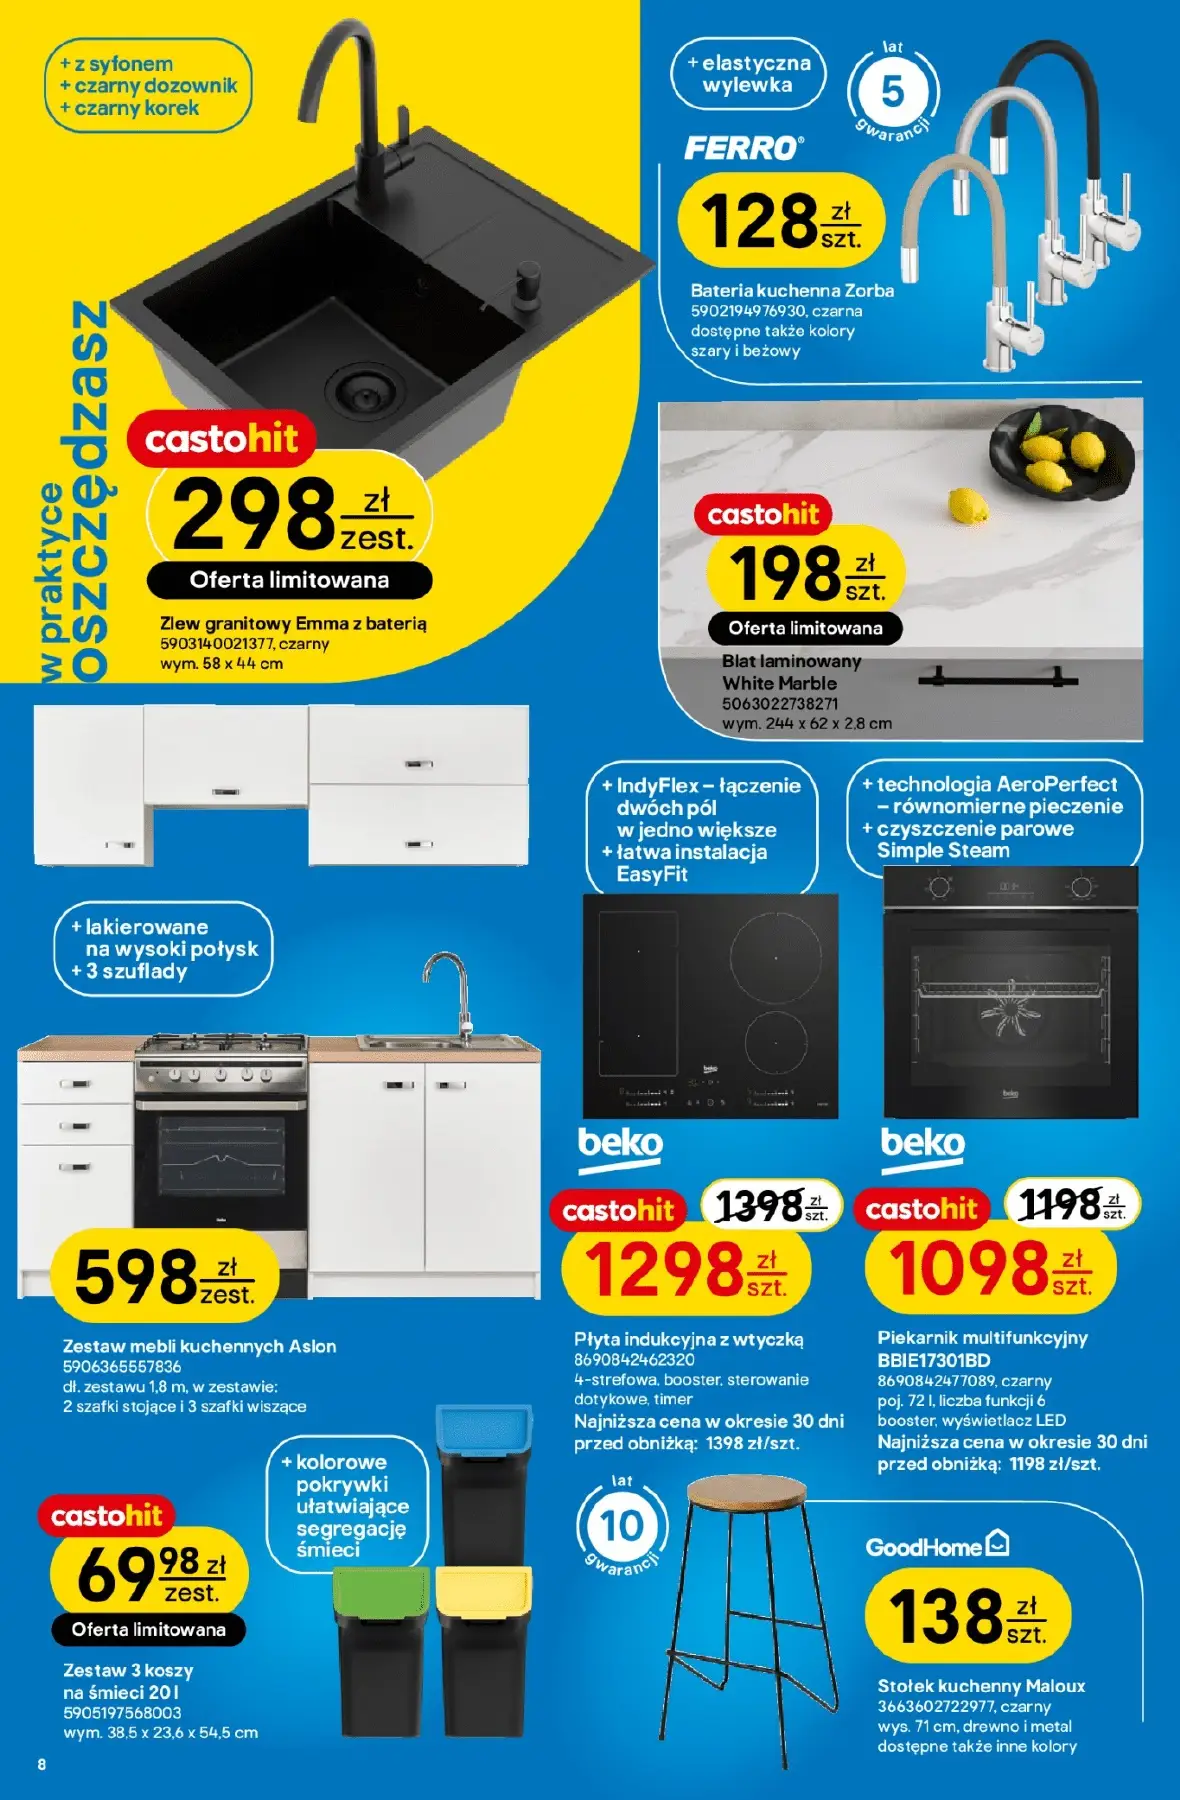 + z syfonem
+ czarny dozownik
+ czarny korek
w praktyce
oszczędzasz
castohit
298 zł
zest.
Oferta limitowana
Zlew granitowy Emma z baterią
5903140021377, czarny
wym. 58 x 44 cm
+ elastyczna
wylewka
lat
5
gwarancji
FERRO®
128 zł
szt.
Bateria kuchenna Zorba
5902194976930, czarna
dostępne także kolory
szary i beżowy
castohit
198 zł
szt.
Oferta limitowana
Blat laminowany
White Marble
5063022738271
wym. 244 x 62 x 2,8 cm
+ lakierowane
na wysoki połysk
+ 3 szuflady
beko
598 zł
zest.
Zestaw mebli kuchennych Aslon
5906365557836
dł. zestawu 1,8 m, w zestawie:
2 szafki stojące i 3 szafki wiszące
+ IndyFlex – łączenie
dwóch pól
w jedno większe
+ łatwa instalacja
EasyFit
beko
beko
castohit
1398 zł
szt.
1298 zł
szt.
Płyta indukcyjna z wtyczką
8690842462320
4-strefowa, booster, sterowanie
dotykowe, timer
Najniższa cena w okresie 30 dni
przed obniżką: 1398 zł/szt.
+ technologia AeroPerfect
– równomierne pieczenie
+ czyszczenie parowe
Simple Steam
beko
beko
castohit
1198 zł
szt.
1098 zł
szt.
Piekarnik multifunkcyjny
BBIE17301BD
8690842477089, czarny
poj. 72 l, liczba funkcji 6
booster, wyświetlacz LED
Najniższa cena w okresie 30 dni
przed obniżką: 1198 zł/szt.
+ kolorowe
pokrywki
ułatwiające
segregację
śmieci
castohit
69 98 zł
zest.
Oferta limitowana
Zestaw 3 koszy
na śmieci 20 l
5905197568003
wym. 38,5 x 23,6 x 54,5 cm
lat
10
gwarancji
GoodHome
138 zł
szt.
Stołek kuchenny Maloux
3663602722977, czarny
wys. 71 cm, drewno i metal
dostępne także inne kolory
8